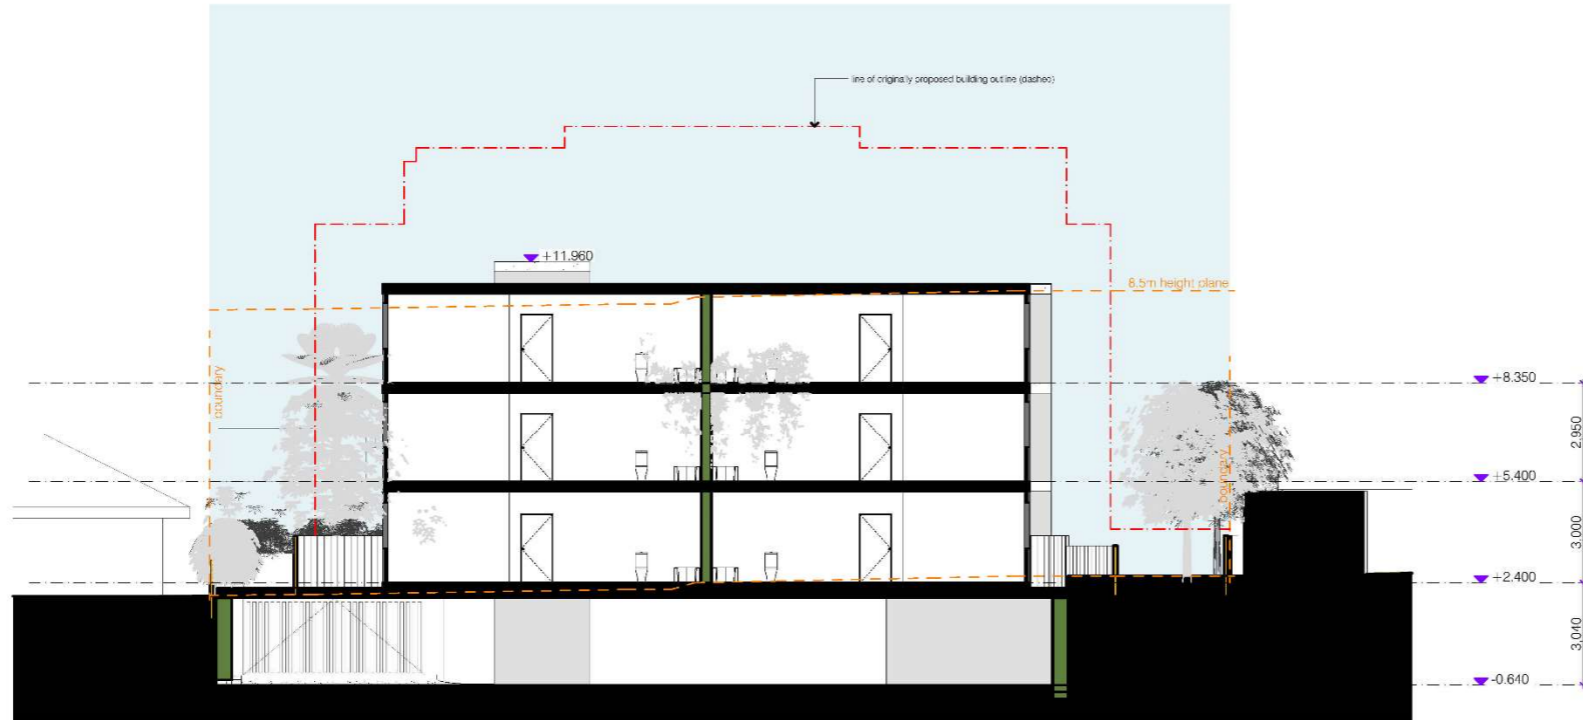 line of originally proposed building outline (dashed)
+11.960
8.5m height plane
boundary
+8.350
2.950
boundary
+5.400
3.000
+2.400
3.040
-0.640